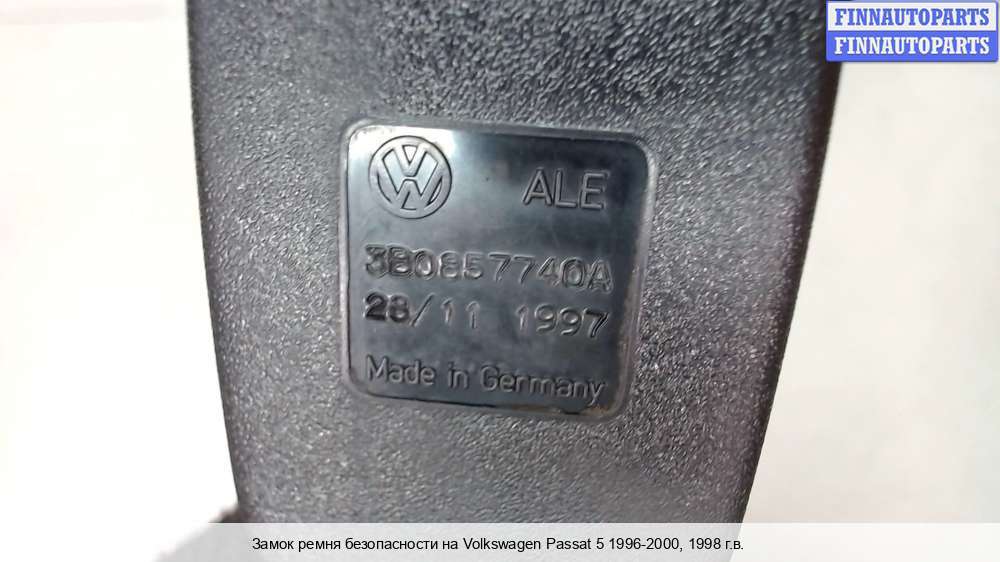 FINNAUTOPARTS
FINNAUTOPARTS
VW ALE
3B0857740A
28/11 1997
Made in Germany
Замок ремня безопасности на Volkswagen Passat 5 1996-2000, 1998 г.в.